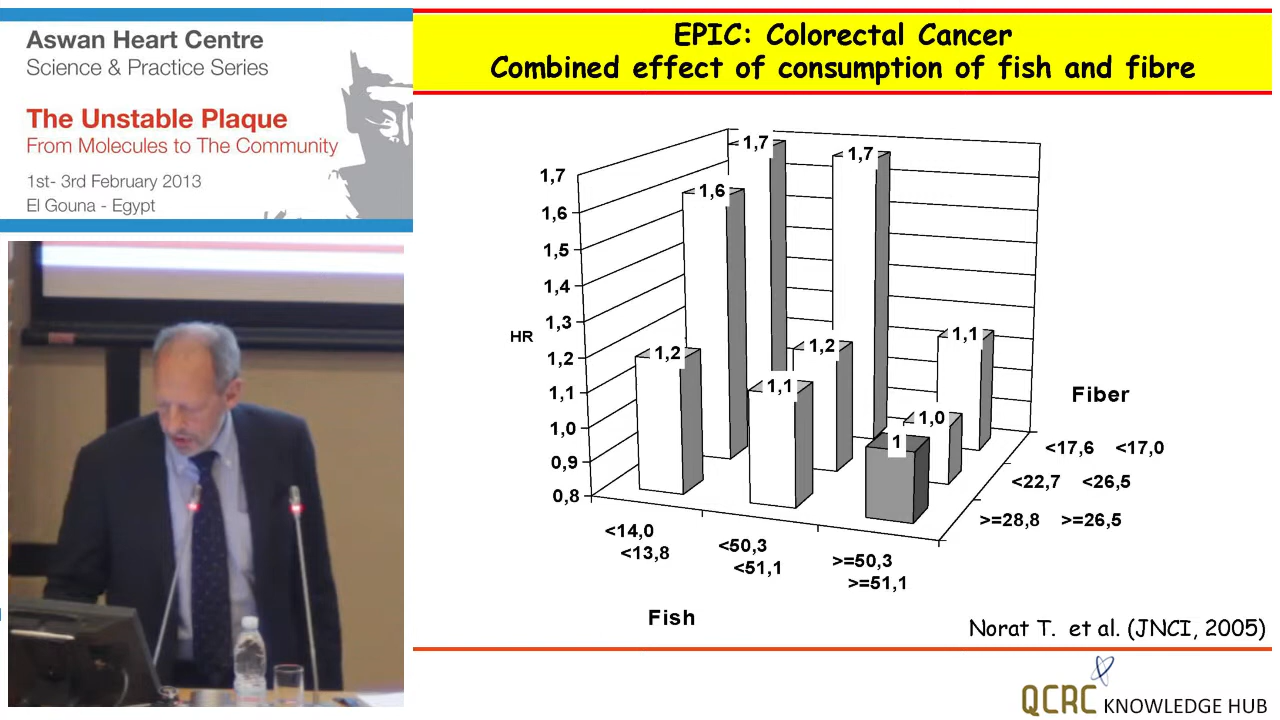 Aswan Heart Centre
Science & Practice Series
The Unstable Plaque
From Molecules to The Community
1st- 3rd February 2013
El Gouna - Egypt
EPIC: Colorectal Cancer
Combined effect of consumption of fish and fibre
1,7
1,6
1,5
1,4
1,3
1,2
1,1
1,0
0,9
0,8
HR
1,7
1,7
1,6
1,2
1,2
1,1
1,1
1,0
1
Fiber
<17,6 <17,0
<22,7 <26,5
>=28,8 >=26,5
<14,0
<13,8
<50,3
<51,1
>=50,3
>=51,1
Fish
Norat T. et al. (JNCI, 2005)
QCRC KNOWLEDGE HUB